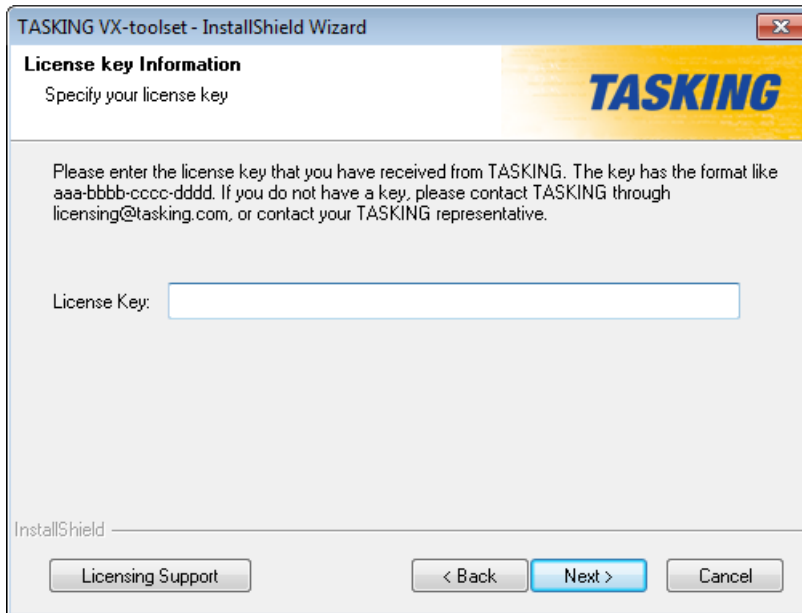 TASKING VX-toolset - InstallShield Wizard
License key Information
Specify your license key
TASKING
Please enter the license key that you have received from TASKING. The key has the format like
aaa-bbbb-cccc-dddd. If you do not have a key, please contact TASKING through
licensing@tasking.com, or contact your TASKING representative.
License Key:
InstallShield
Licensing Support
< Back
Next >
Cancel